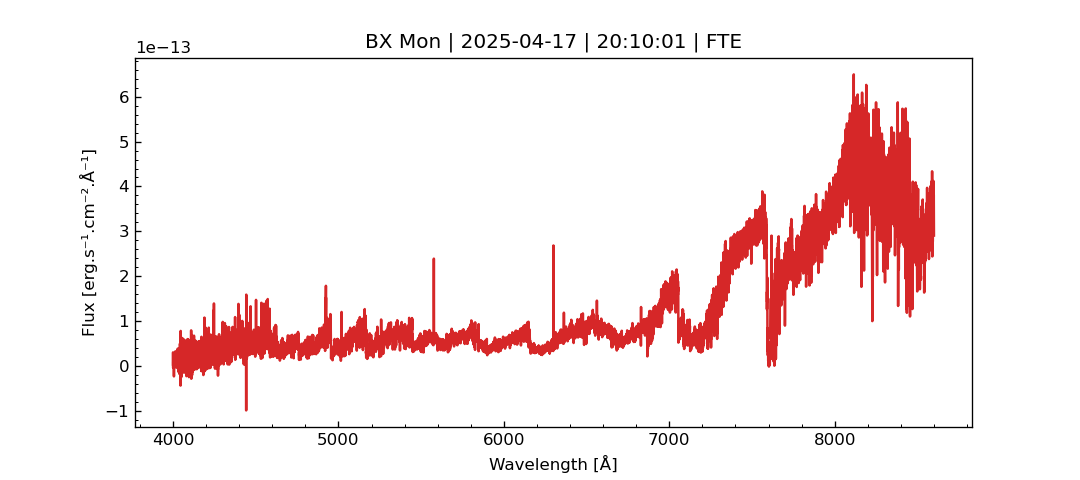 BX Mon | 2025-04-17 | 20:10:01 | FTE
1e−13
6
5
4
3
2
1
0
−1
Flux [erg.s⁻¹.cm⁻².Å⁻¹]
4000 5000 6000 7000 8000
Wavelength [Å]